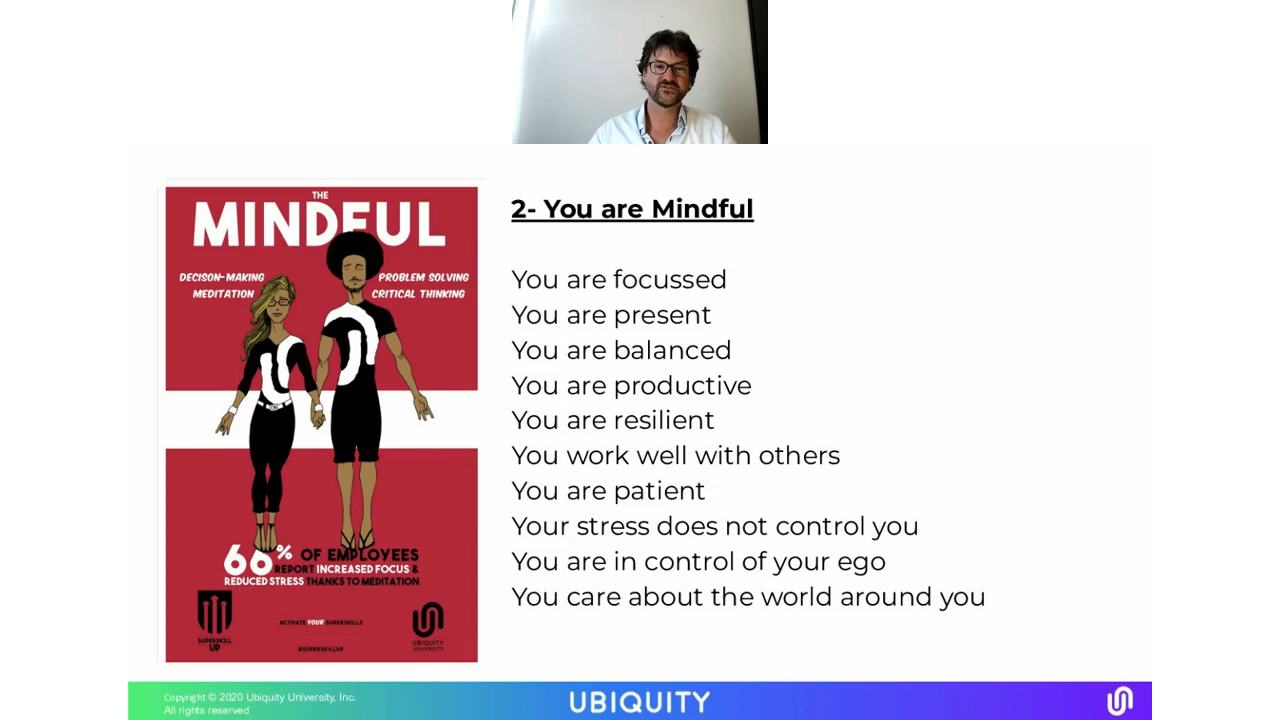 THE
MINDFUL
DECISON-MAKING
MEDITATION
PROBLEM SOLVING
CRITICAL THINKING
66% OF EMPLOYEES
REPORT INCREASED FOCUS &
REDUCED STRESS THANKS TO MEDITATION
SUPERSKILL
UP
ACTIVATE YOUR SUPERSKILLS
#SUPERSKILLUP
UBIQUITY
UNIVERSITY
2- You are Mindful
You are focussed
You are present
You are balanced
You are productive
You are resilient
You work well with others
You are patient
Your stress does not control you
You are in control of your ego
You care about the world around you
Copyright © 2020 Ubiquity University, Inc.
All rights reserved
UBIQUITY